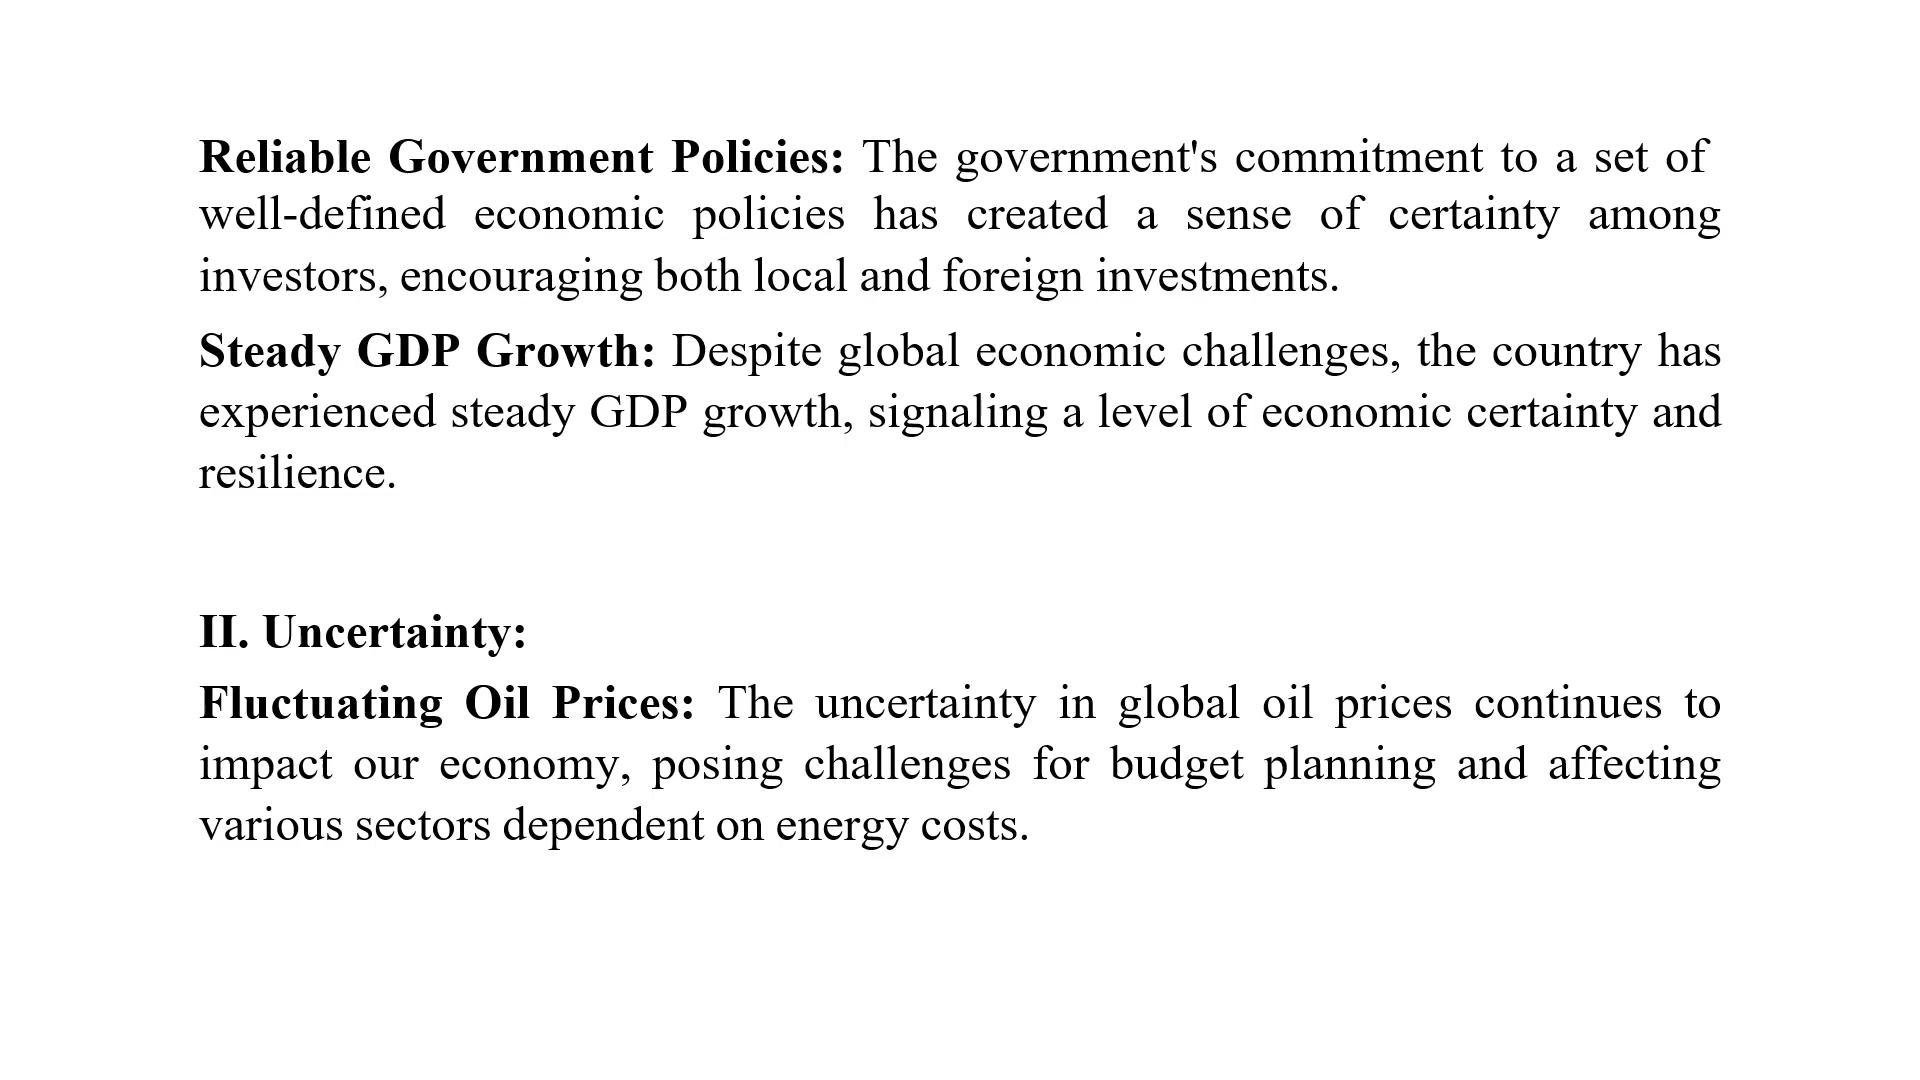 Reliable Government Policies: The government's commitment to a set of
well-defined economic policies has created a sense of certainty among
investors, encouraging both local and foreign investments.
Steady GDP Growth: Despite global economic challenges, the country has
experienced steady GDP growth, signaling a level of economic certainty and
resilience.
II. Uncertainty:
Fluctuating Oil Prices: The uncertainty in global oil prices continues to
impact our economy, posing challenges for budget planning and affecting
various sectors dependent on energy costs.